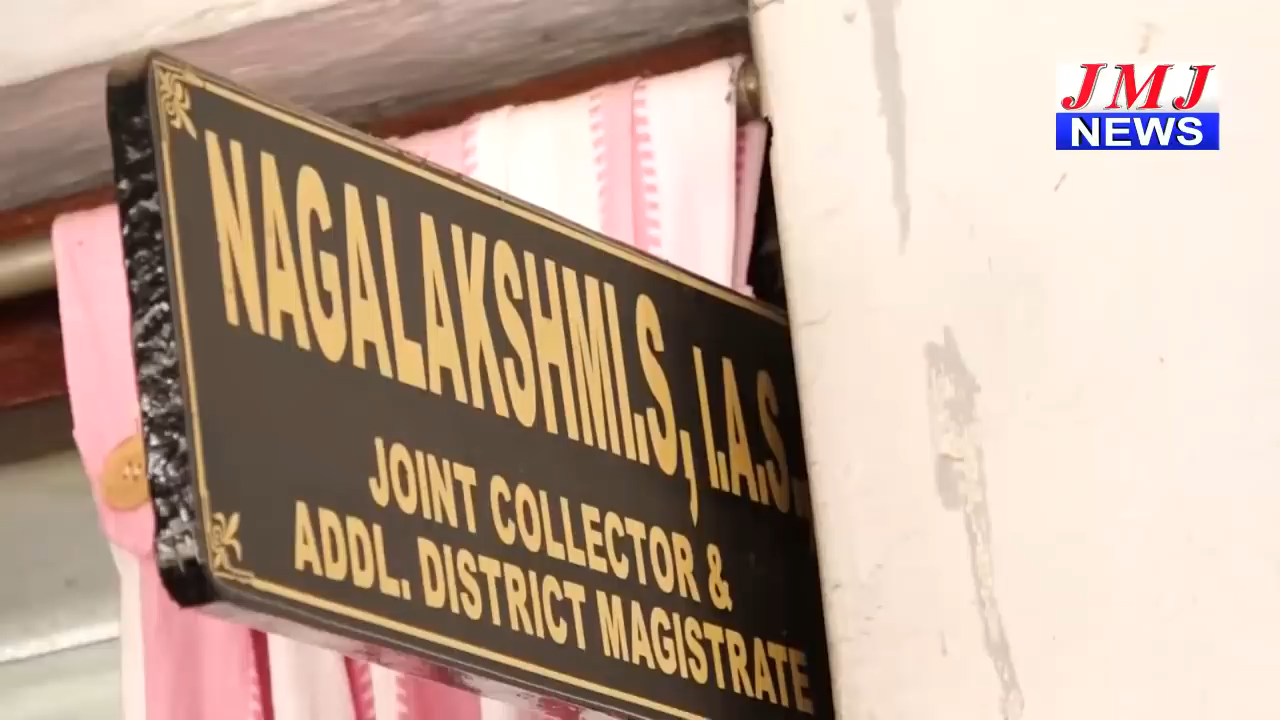 JMJ
NEWS
NAGALAKSHMI.S, I.A.S.,
JOINT COLLECTOR &
ADDL. DISTRICT MAGISTRATE